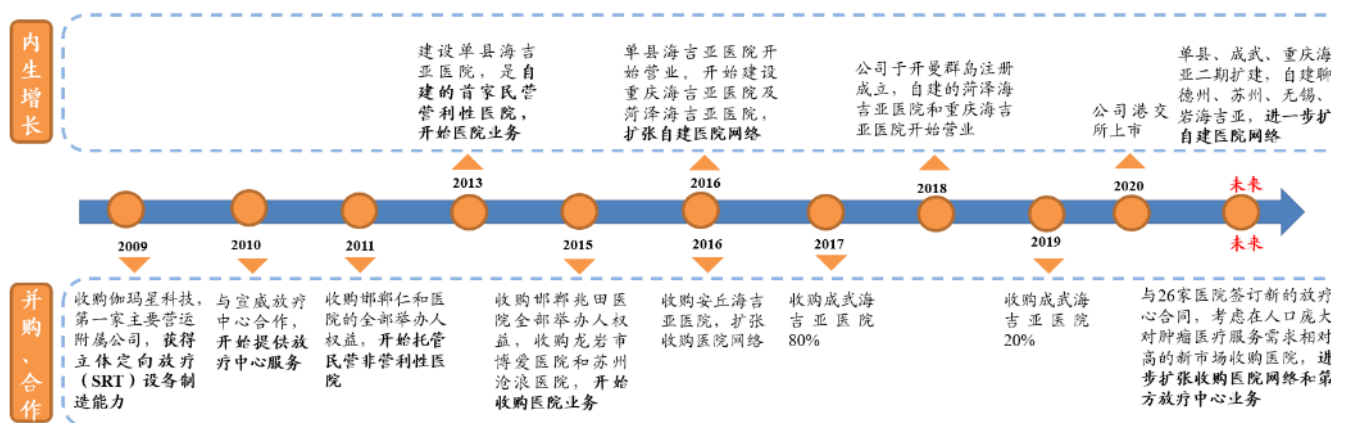 内生增长
建设单县海吉
亚医院，是自
建的首家民营
营利性医院，
开始医院业务
单县海吉亚医院开
始营业。开始建设
重庆海吉亚医院及
菏泽海吉亚医院，
扩张自建医院网络
公司于开曼群岛注册
成立，自建的菏泽海
吉亚医院和重庆海吉
亚医院开始营业
公司港交
所上市
单县、成武、重庆海
亚二期扩建，自建聊
德州、苏州、无锡、
岩海吉亚，进一步扩
自建医院网络
2013
2016
2018
2020
未来
2009
2010
2011
2015
2016
2017
2019
未来
并购、合作
收购伽玛星科技，
第一家主要营运
附属公司，获得
立体定向放疗
（SRT）设备制
造能力
与宣威放疗
中心合作，
开始提供放
疗中心服务
收购邯郸仁和医
院的全部举办人
权益，开始托管
民营非营利性医
院
收购邯郸兆田医
院全部举办人权
益，收购龙岩市
博爱医院和苏州
沧浪医院，开始
收购医院业务
收购安丘海吉
亚医院，扩张
收购医院网络
收购成武海
吉亚医院
80%
收购成武海
吉亚医院
20%
与26家医院签订新的放疗
心合同，考虑在人口庞大
对肿瘤医疗服务需求相对
高的新市场收购医院，进
步扩张收购医院网络和第
方放疗中心业务